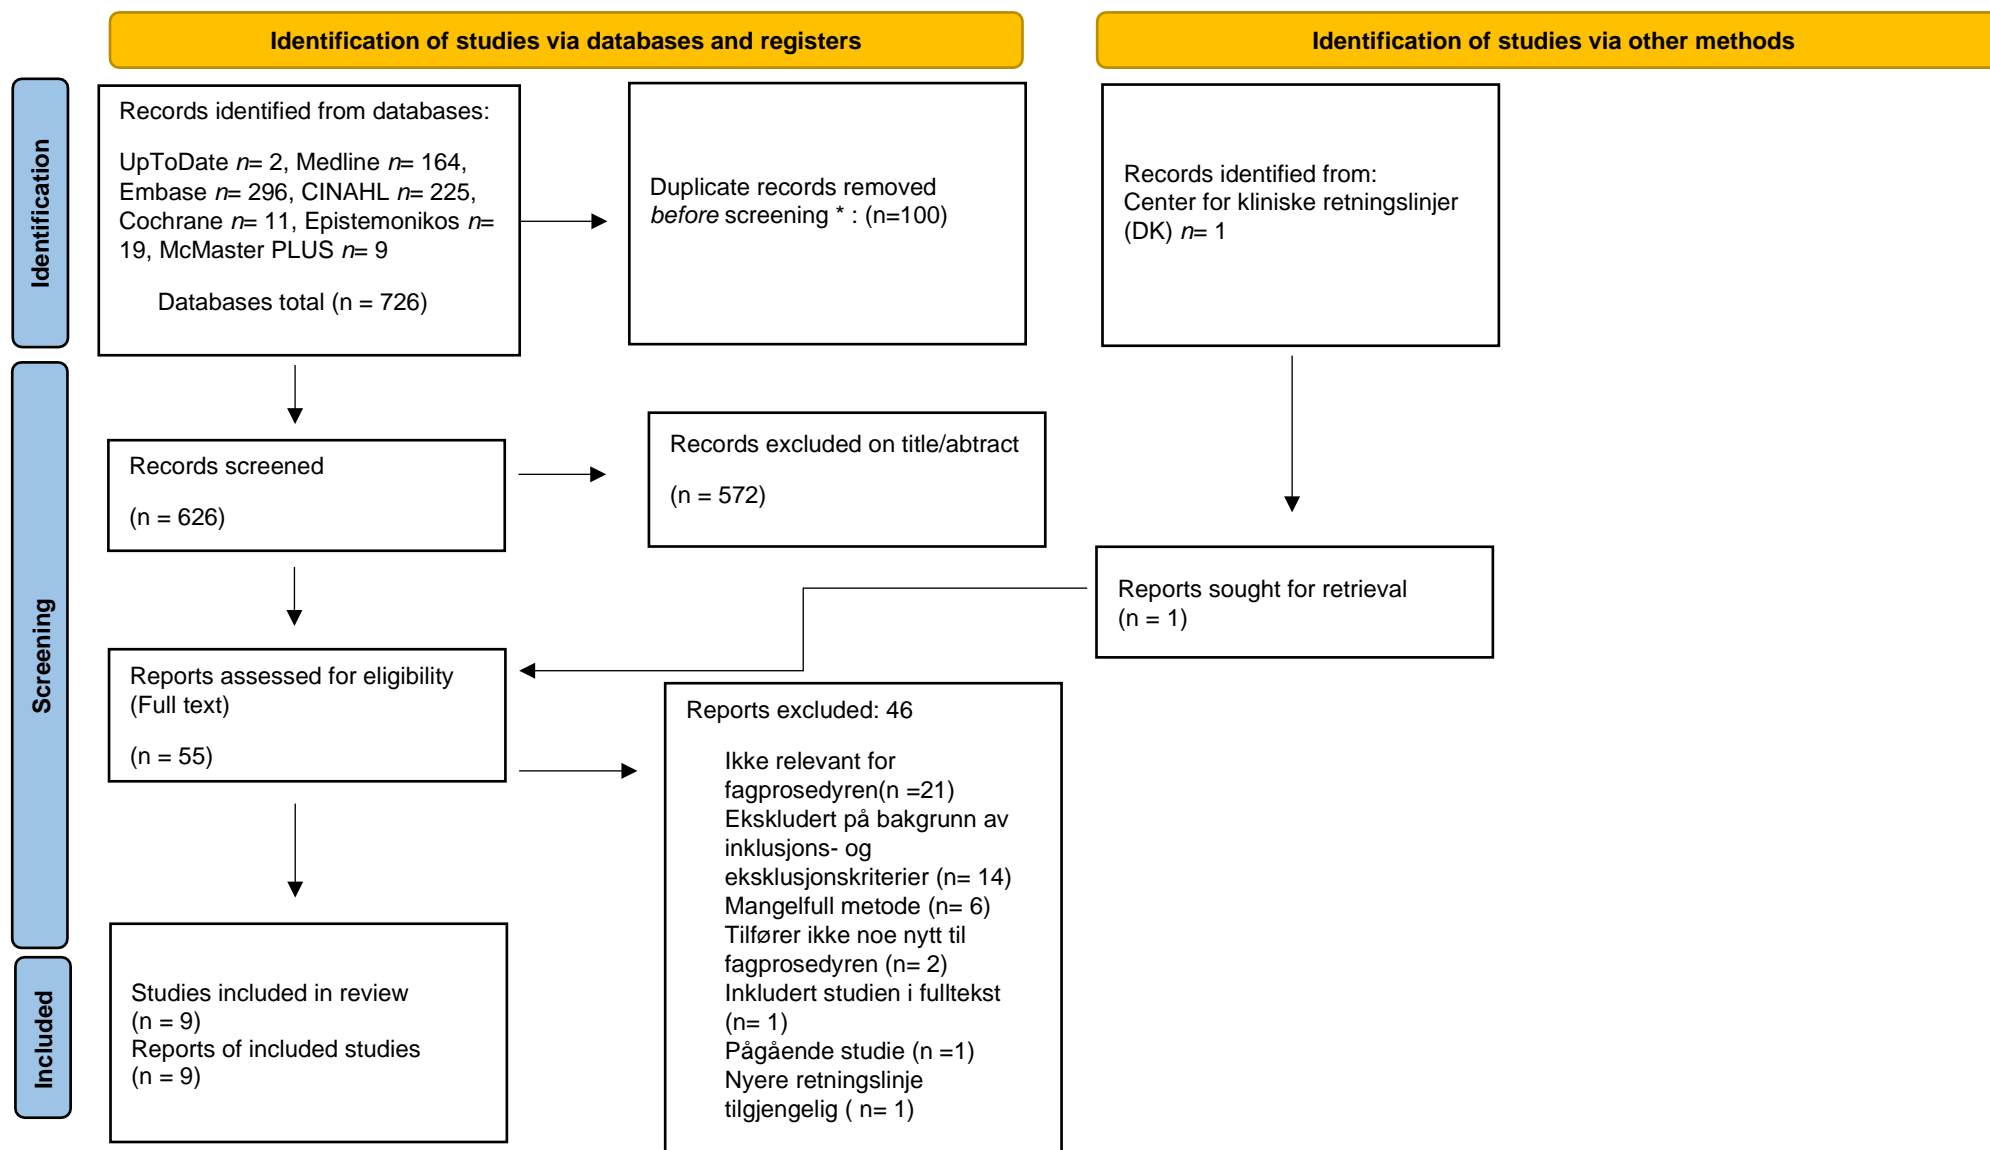 Identification of studies via databases and registers
Identification of studies via other methods
Identification
Records identified from databases:
UpToDate n= 2, Medline n= 164,
Embase n= 296, CINAHL n= 225,
Cochrane n= 11, Epistemonikos n=
19, McMaster PLUS n= 9
Databases total (n = 726)
Duplicate records removed
before screening * : (n=100)
Records identified from:
Center for kliniske retningslinjer
(DK) n= 1
Screening
Records screened
(n = 626)
Records excluded on title/abtract
(n = 572)
Reports sought for retrieval
(n = 1)
Reports assessed for eligibility
(Full text)
(n = 55)
Reports excluded: 46
Ikke relevant for
fagprosedyren(n =21)
Ekskludert på bakgrunn av
inklusjons- og
eksklusjonskriterier (n= 14)
Mangelfull metode (n= 6)
Tilfører ikke noe nytt til
fagprosedyren (n= 2)
Inkludert studien i fulltekst
(n= 1)
Pågående studie (n =1)
Nyere retningslinje
tilgjengelig ( n= 1)
Included
Studies included in review
(n = 9)
Reports of included studies
(n = 9)